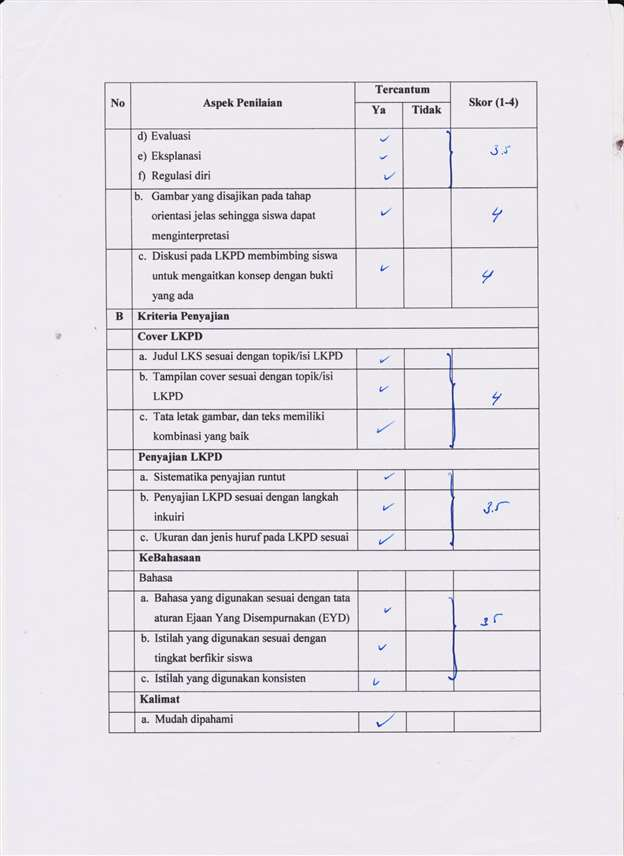 No Aspek Penilaian Tercantum Skor (1-4)
Ya Tidak
d) Evaluasi ✓
e) Eksplanasi ✓ 3.5
f) Regulasi diri ✓
b. Gambar yang disajikan pada tahap
orientasi jelas sehingga siswa dapat ✓ 4
menginterpretasi
c. Diskusi pada LKPD membimbing siswa
untuk mengaitkan konsep dengan bukti ✓ 4
yang ada
B Kriteria Penyajian
Cover LKPD
a. Judul LKS sesuai dengan topik/isi LKPD ✓
b. Tampilan cover sesuai dengan topik/isi
LKPD ✓ 4
c. Tata letak gambar, dan teks memiliki
kombinasi yang baik ✓
Penyajian LKPD
a. Sistematika penyajian runtut ✓
b. Penyajian LKPD sesuai dengan langkah
inkuiri ✓ 3.5
c. Ukuran dan jenis huruf pada LKPD sesuai ✓
KeBahasaan
Bahasa
a. Bahasa yang digunakan sesuai dengan tata
aturan Ejaan Yang Disempurnakan (EYD) ✓ 35
b. Istilah yang digunakan sesuai dengan
tingkat berfikir siswa ✓
c. Istilah yang digunakan konsisten ✓
Kalimat
a. Mudah dipahami ✓